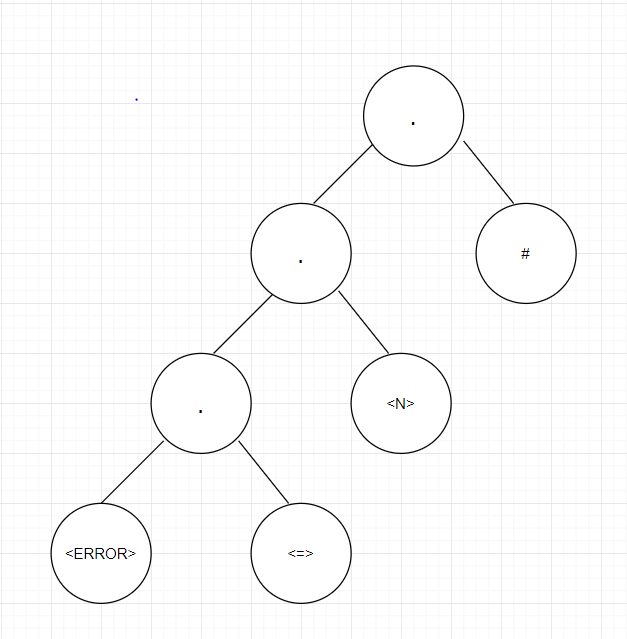 .
.
#
.
<N>
<ERROR>
<=>